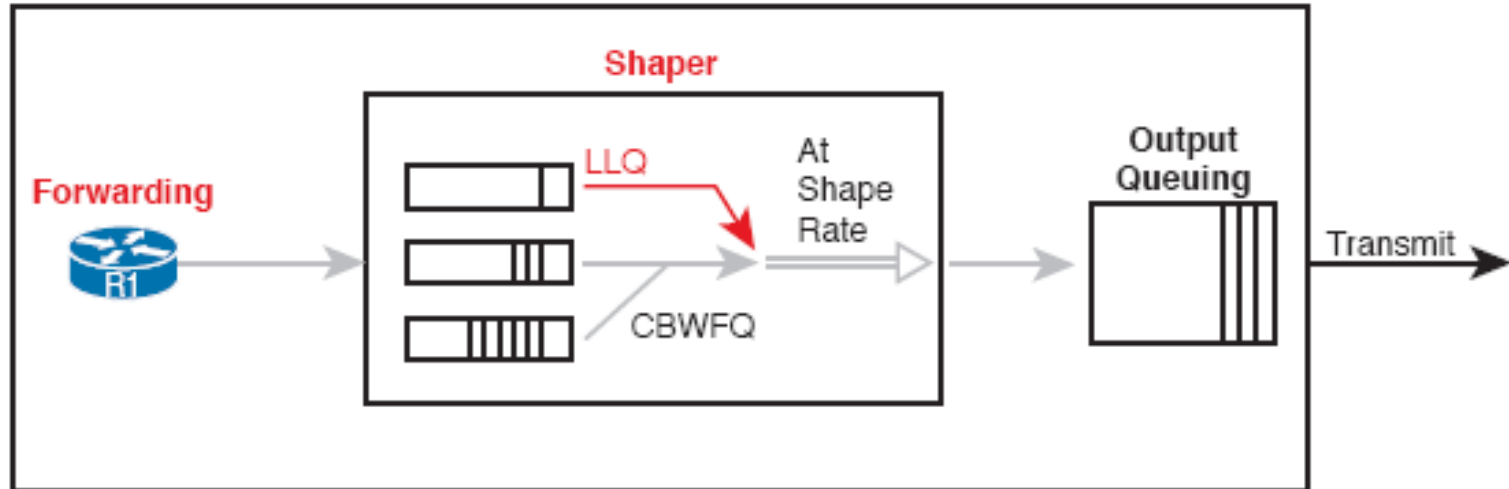 Shaper
Forwarding
R1
LLQ
CBWFQ
At
Shape
Rate
Output
Queuing
Transmit